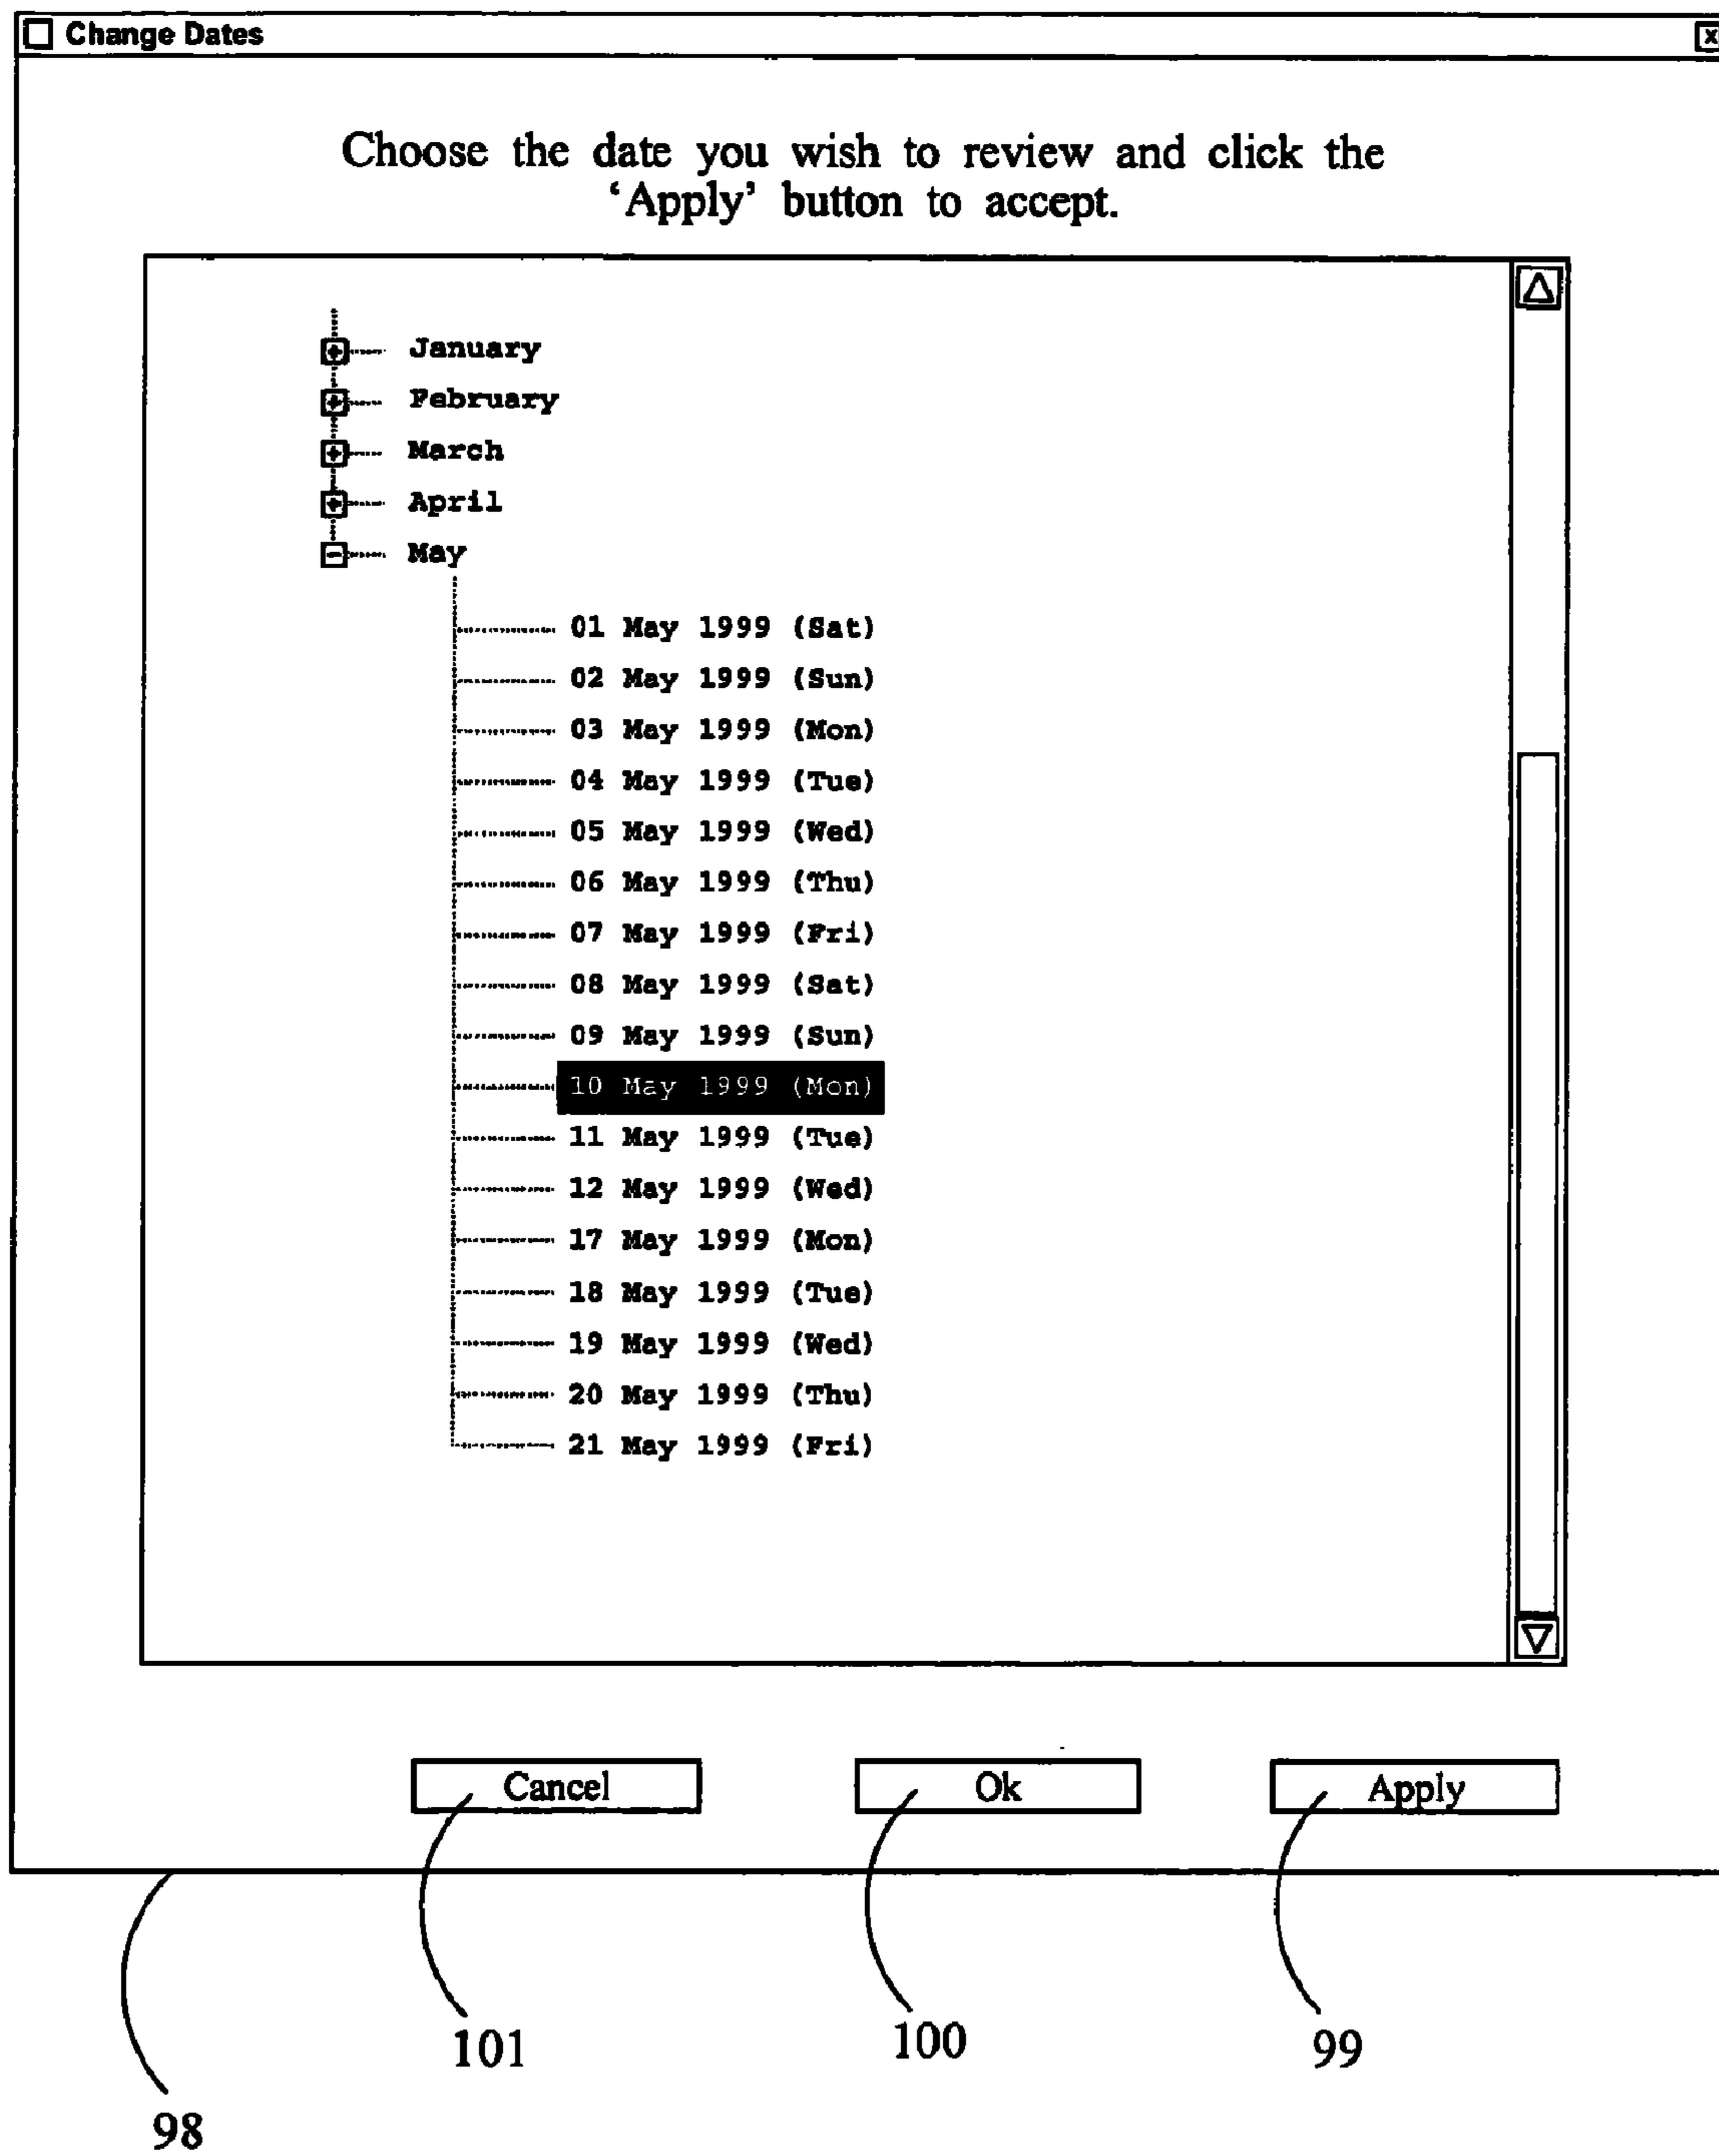 Change Dates
Choose the date you wish to review and click the
‘Apply’ button to accept.
January
February
March
April
May
01 May 1999 (Sat)
02 May 1999 (Sun)
03 May 1999 (Mon)
04 May 1999 (Tue)
05 May 1999 (Wed)
06 May 1999 (Thu)
07 May 1999 (Fri)
08 May 1999 (Sat)
09 May 1999 (Sun)
10 May 1999 (Mon)
11 May 1999 (Tue)
12 May 1999 (Wed)
17 May 1999 (Mon)
18 May 1999 (Tue)
19 May 1999 (Wed)
20 May 1999 (Thu)
21 May 1999 (Fri)
Cancel Ok Apply
101 100 99
98